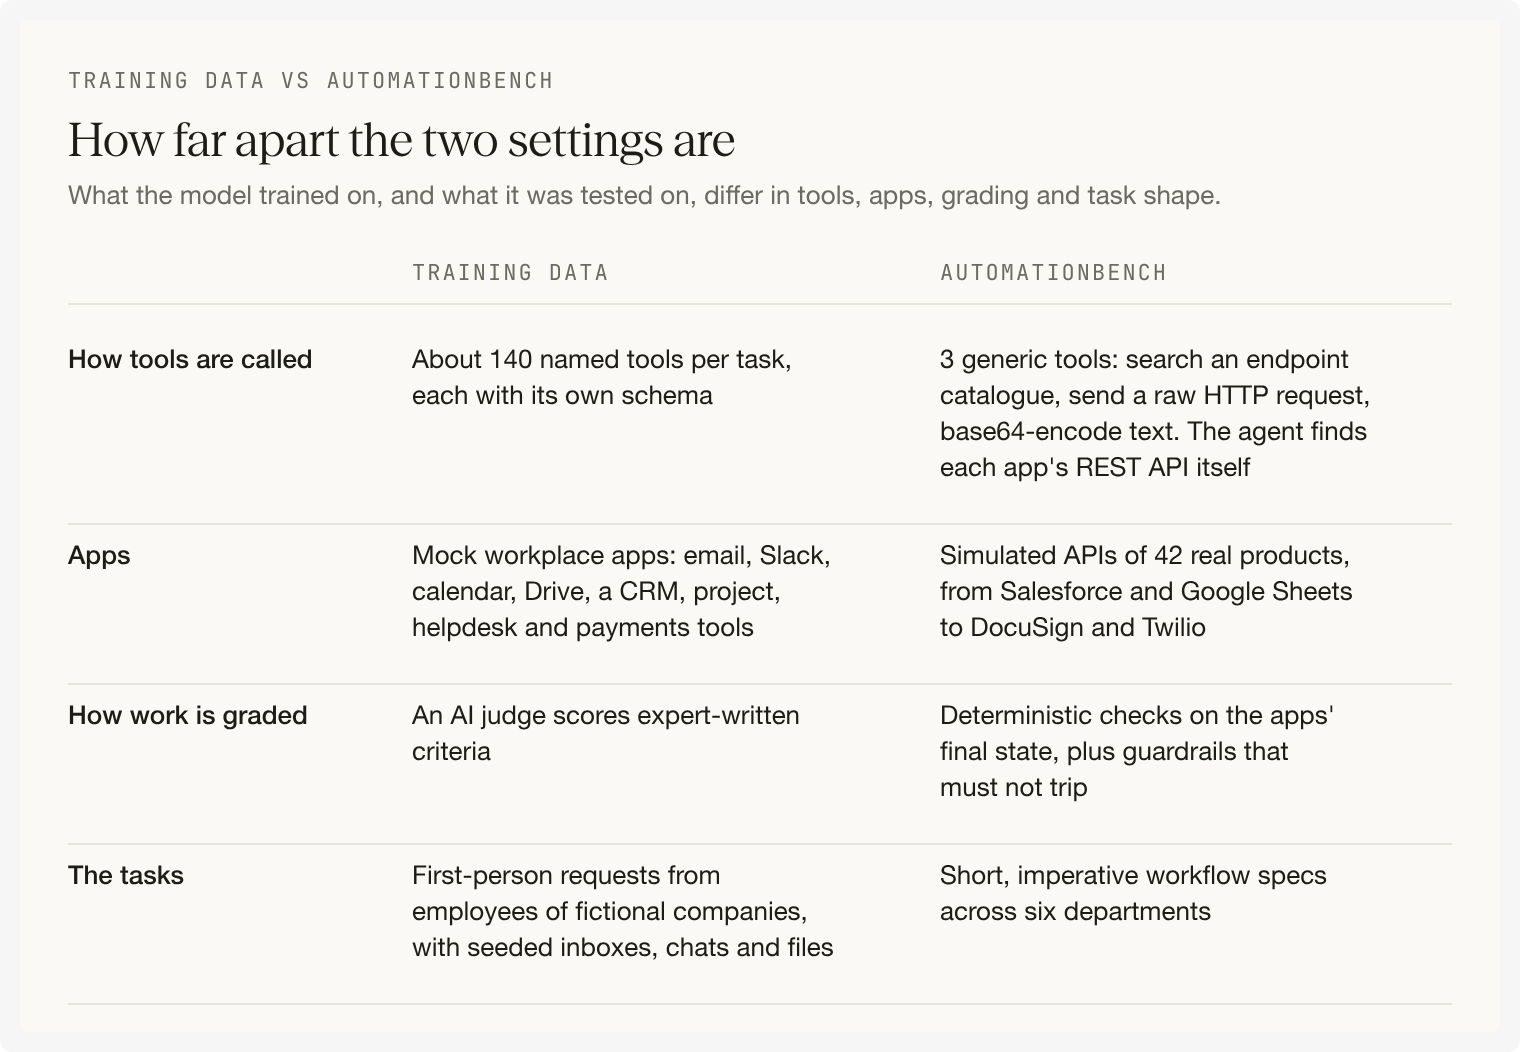 TRAINING DATA VS AUTOMATIONBENCH
How far apart the two settings are
What the model trained on, and what it was tested on, differ in tools, apps, grading and task shape.
TRAINING DATA
AUTOMATIONBENCH
How tools are called
About 140 named tools per task,
each with its own schema
3 generic tools: search an endpoint
catalogue, send a raw HTTP request,
base64-encode text. The agent finds
each app's REST API itself
Apps
Mock workplace apps: email, Slack,
calendar, Drive, a CRM, project,
helpdesk and payments tools
Simulated APIs of 42 real products,
from Salesforce and Google Sheets
to DocuSign and Twilio
How work is graded
An AI judge scores expert-written
criteria
Deterministic checks on the apps'
final state, plus guardrails that
must not trip
The tasks
First-person requests from
employees of fictional companies,
with seeded inboxes, chats and files
Short, imperative workflow specs
across six departments